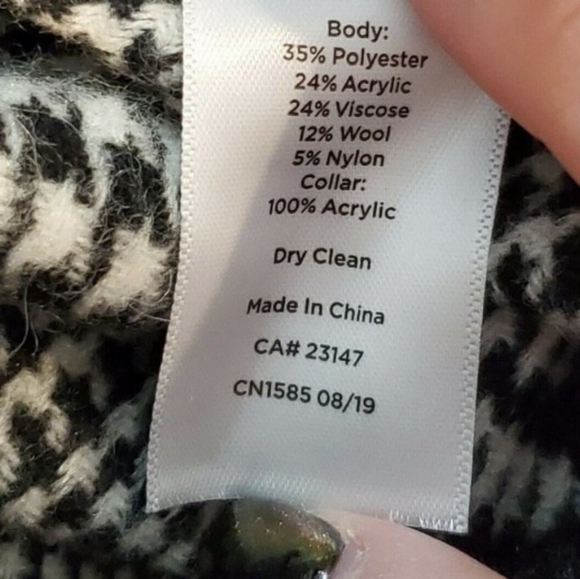 Body:
35% Polyester
24% Acrylic
24% Viscose
12% Wool
5% Nylon
Collar:
100% Acrylic
Dry Clean
Made In China
CA# 23147
CN1585 08/19